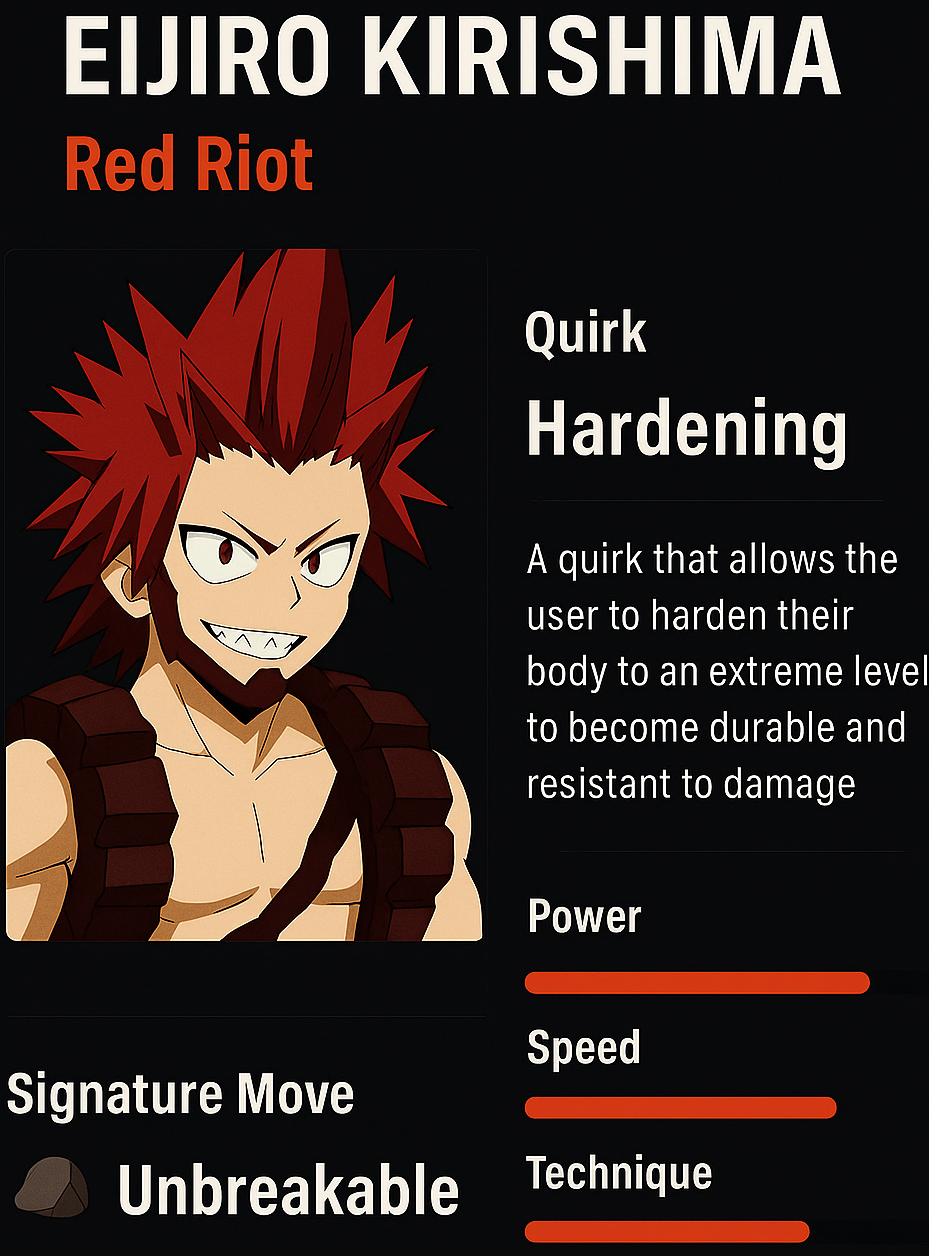 EIJIRO KIRISHIMA
Red Riot
Quirk
Hardening
A quirk that allows the
user to harden their
body to an extreme level
to become durable and
resistant to damage
Power
Speed
Technique
Signature Move
Unbreakable